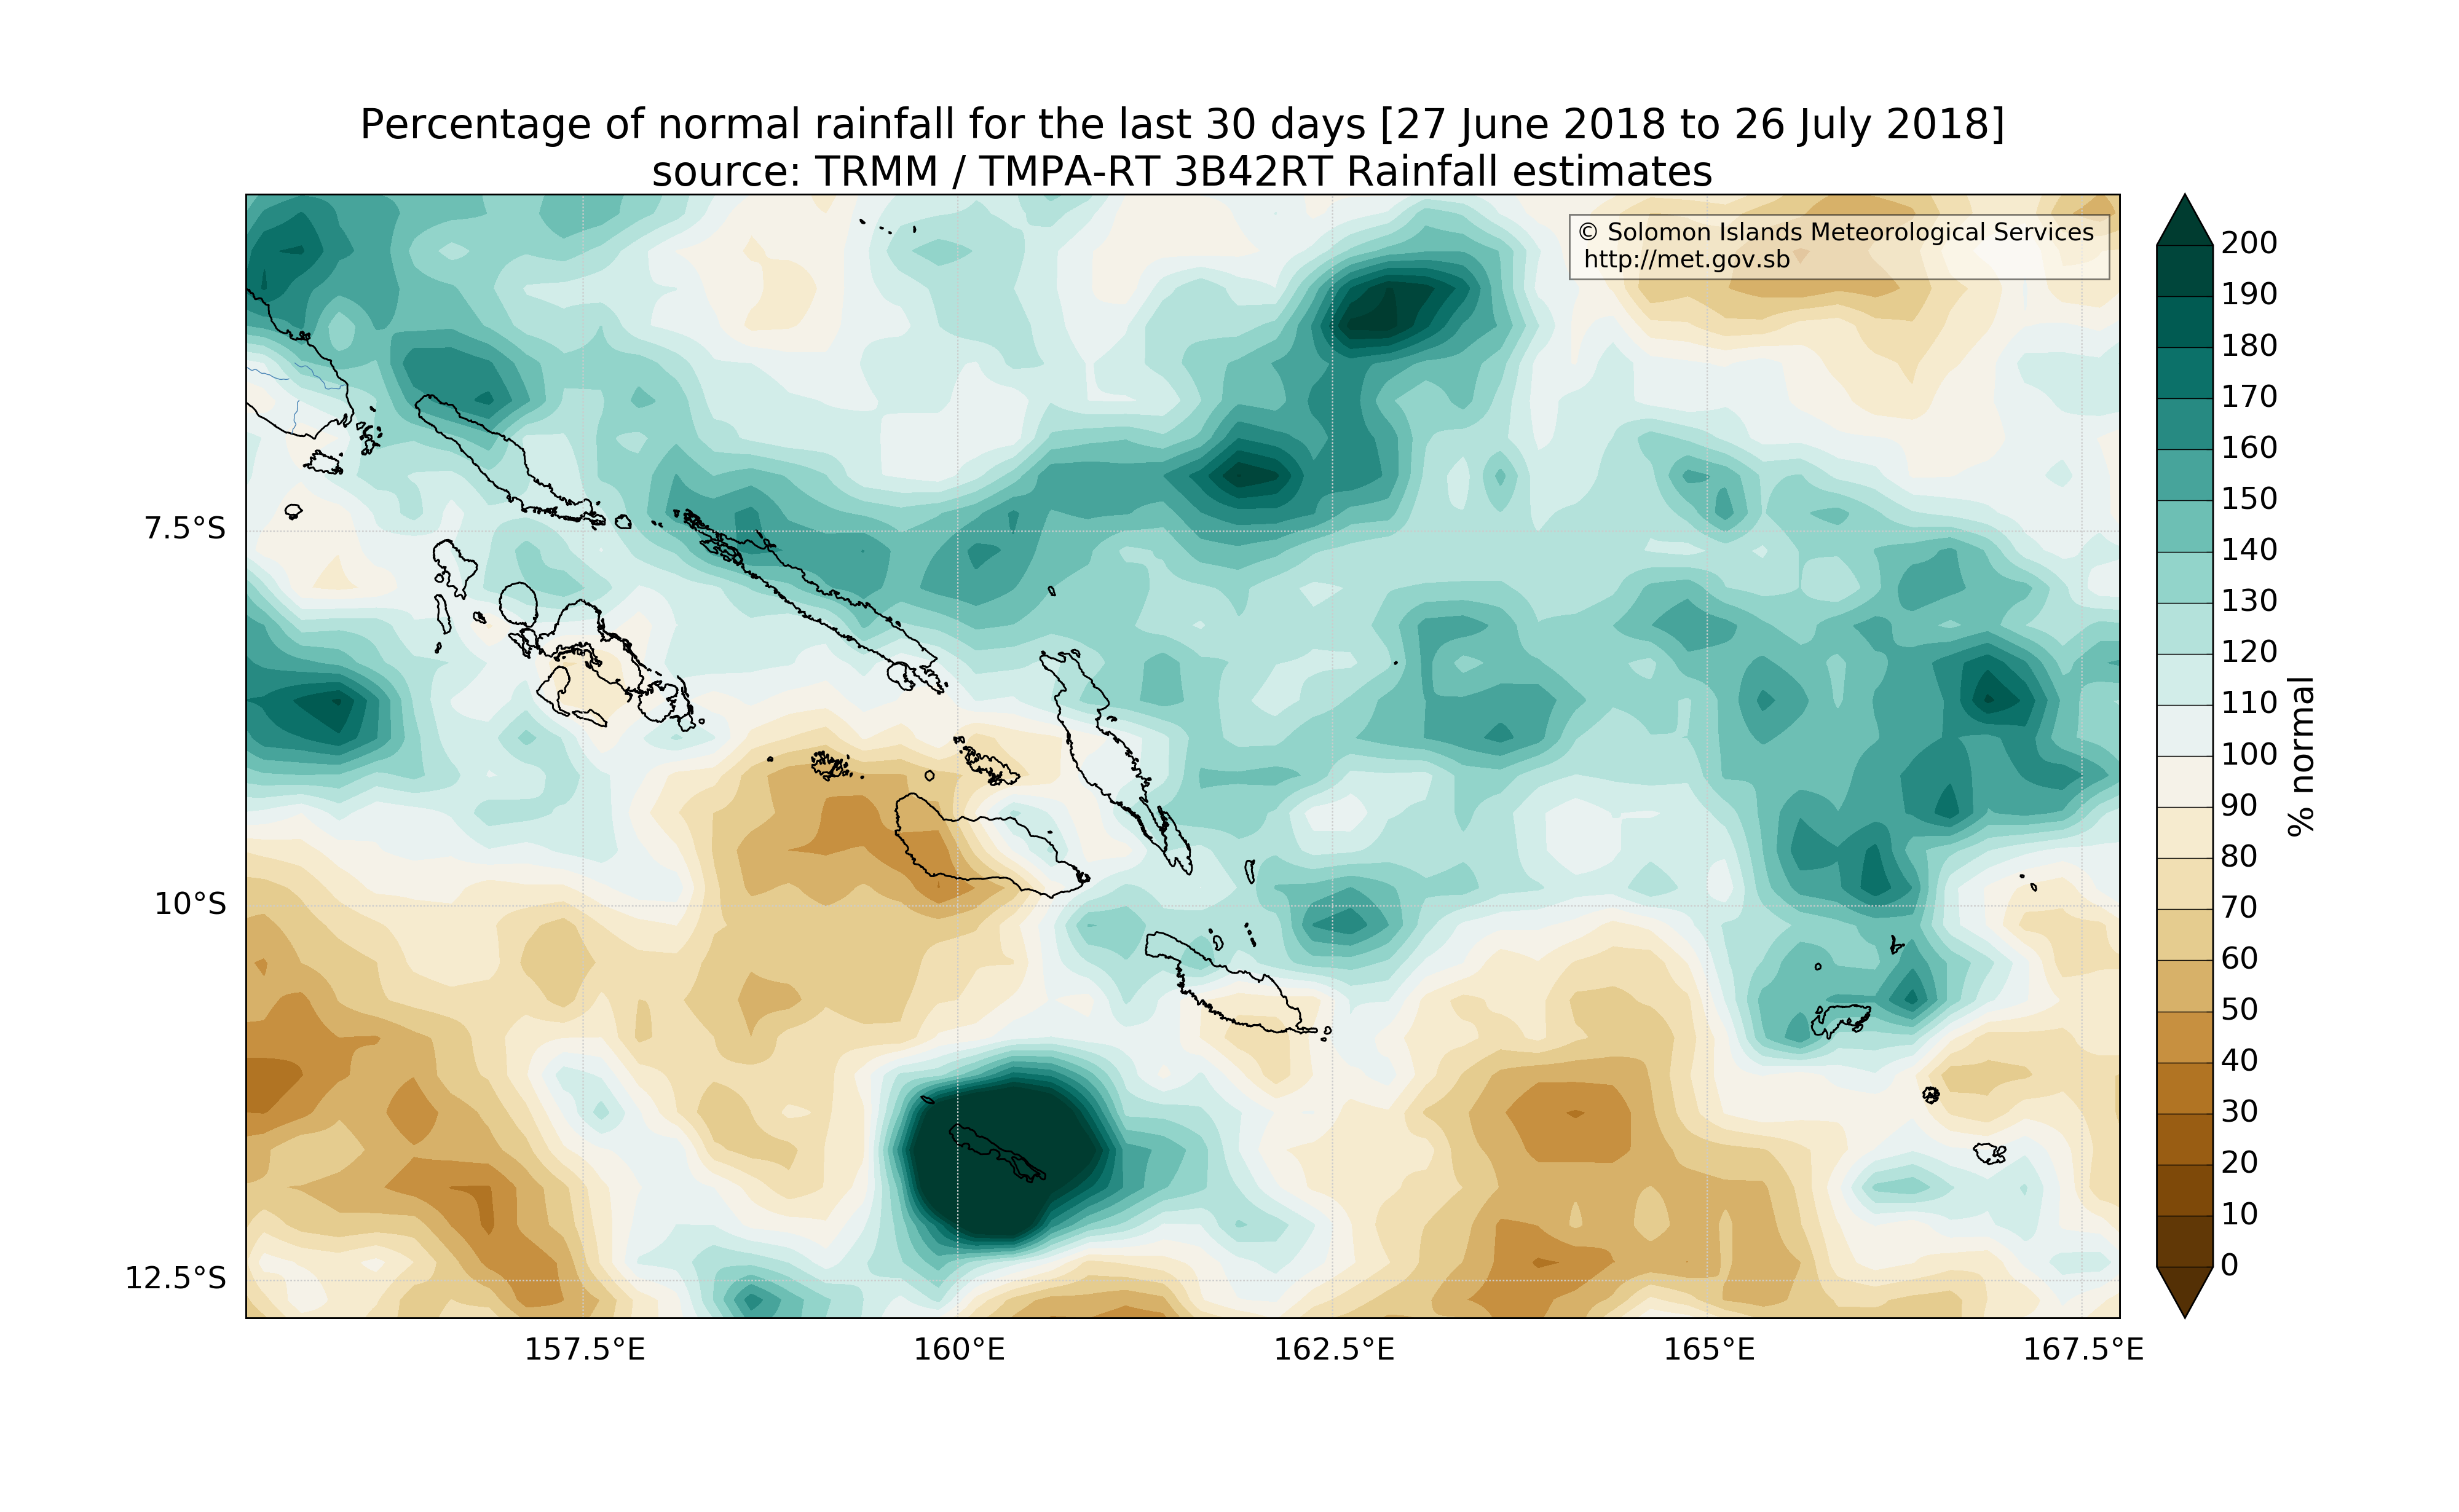 Percentage of normal rainfall for the last 30 days [27 June 2018 to 26 July 2018]
source: TRMM / TMPA-RT 3B42RT Rainfall estimates
© Solomon Islands Meteorological Services
http://met.gov.sb
7.5°S
10°S
12.5°S
157.5°E
160°E
162.5°E
165°E
167.5°E
200
190
180
170
160
150
140
130
120
110
100
90
80
70
60
50
40
30
20
10
0
% normal